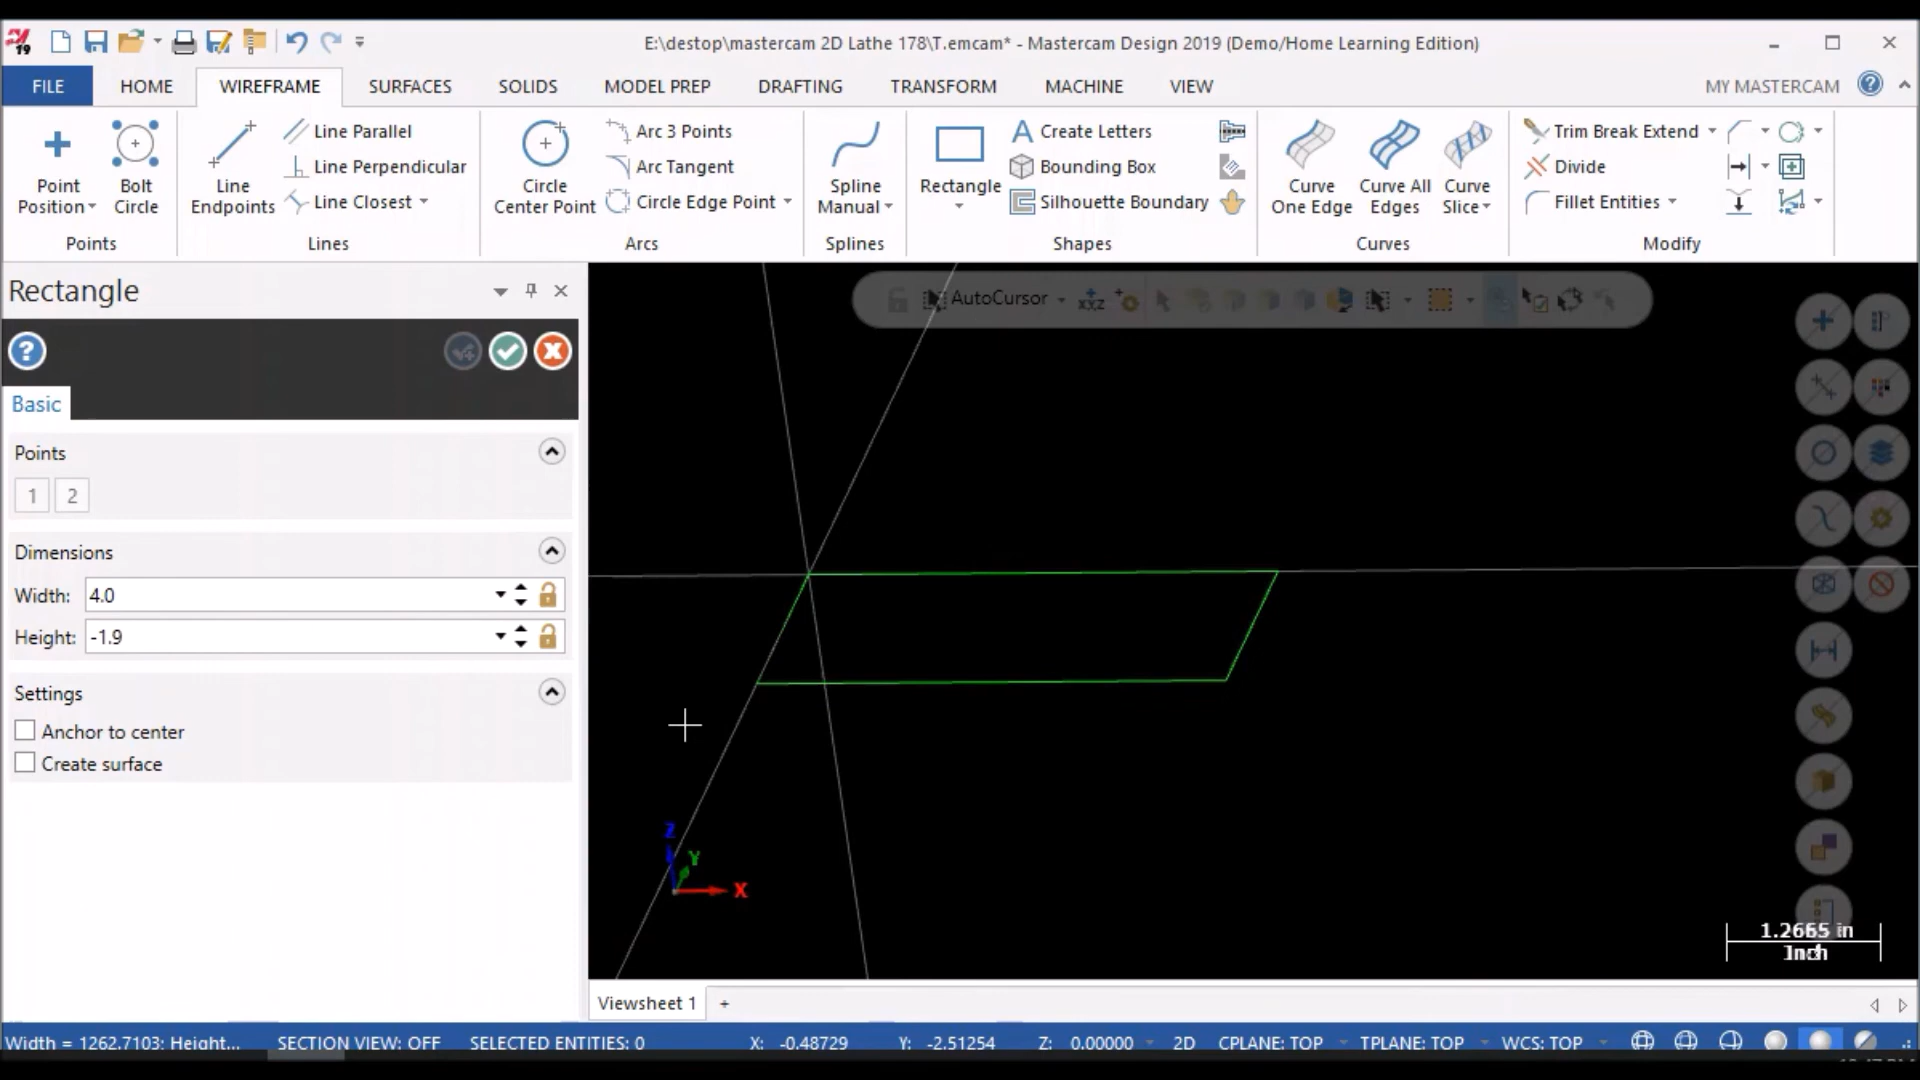 19
E:\destop\mastercam 2D Lathe 178\T.emcam* - Mastercam Design 2019 (Demo/Home Learning Edition)
FILE HOME WIREFRAME SURFACES SOLIDS MODEL PREP DRAFTING TRANSFORM MACHINE VIEW MY MASTERCAM
Line Parallel Arc 3 Points Create Letters Trim Break Extend
Line Perpendicular Arc Tangent Bounding Box Divide
Point Bolt Line Circle Spline Rectangle Curve Curve All Curve
Position Circle Endpoints Line Closest Center Point Circle Edge Point Manual Silhouette Boundary One Edge Edges Slice Fillet Entities
Points Lines Arcs Splines Shapes Curves Modify
Rectangle
AutoCursor
Basic
Points
1 2
Dimensions
Width: 4.0
Height: -1.9
Settings
Anchor to center
Create surface
Z
Y
X
1.2665 in
Inch
Viewsheet 1 +
Width = 1262.7103: Height... SECTION VIEW: OFF SELECTED ENTITIES: 0 X: -0.48729 Y: -2.51254 Z: 0.00000 2D CPLANE: TOP TPLANE: TOP WCS: TOP